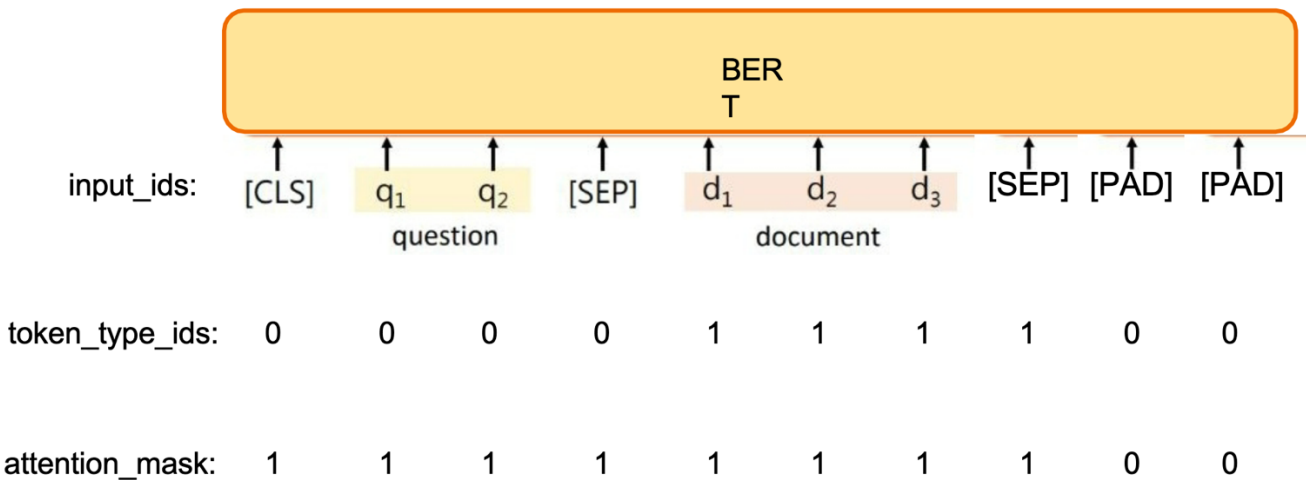 BER
T
input_ids: [CLS] q₁ q₂ [SEP] d₁ d₂ d₃ [SEP] [PAD] [PAD]
question document
token_type_ids: 0 0 0 0 1 1 1 1 0 0
attention_mask: 1 1 1 1 1 1 1 1 0 0